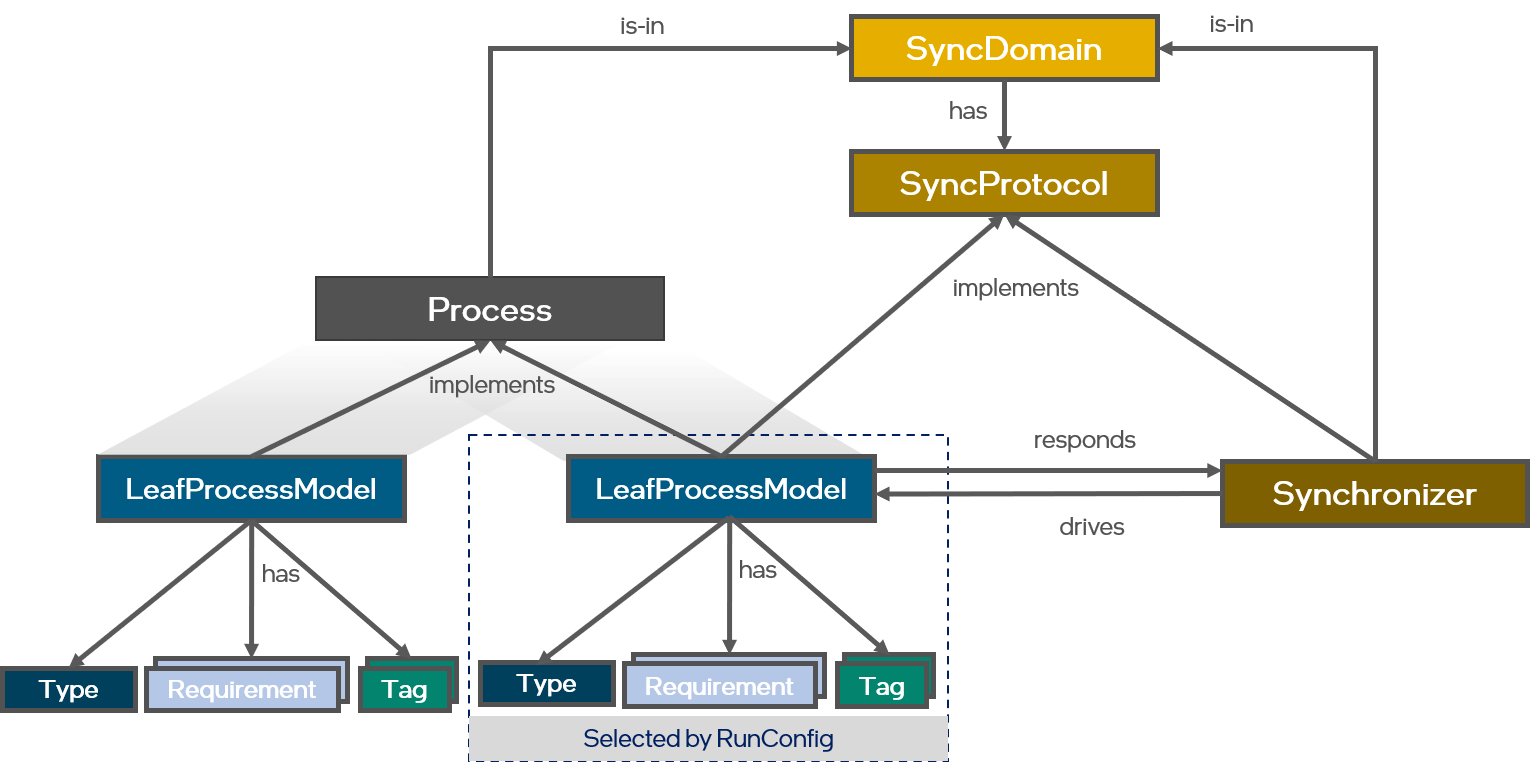 is-in
SyncDomain
is-in
has
SyncProtocol
implements
Process
implements
responds
LeafProcessModel
LeafProcessModel
Synchronizer
drives
has
has
Type
Requirement
Tag
Type
Requirement
Tag
Selected by RunConfig